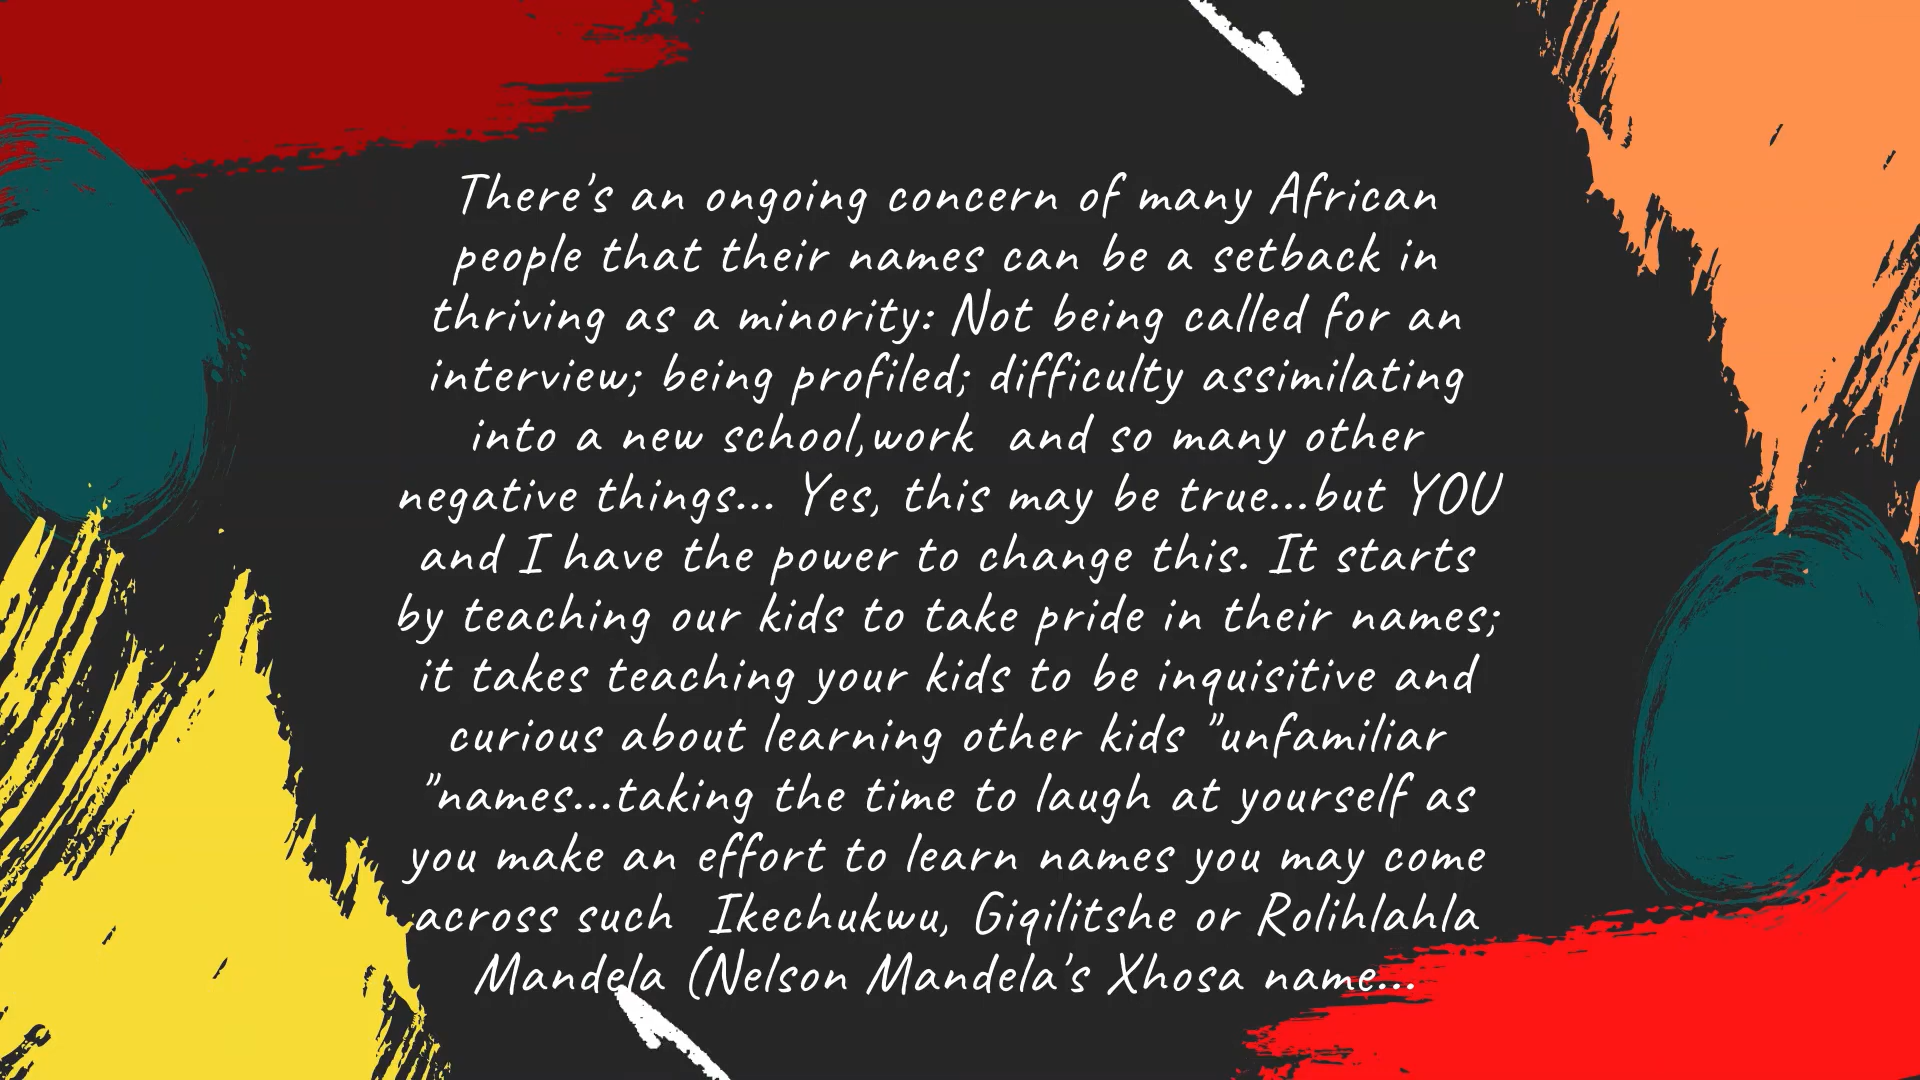 There's an ongoing concern of many African
people that their names can be a setback in
thriving as a minority: Not being called for an
interview; being profiled; difficulty assimilating
into a new school,work  and so many other
negative things... Yes, this may be true...but YOU
and I have the power to change this. It starts
by teaching our kids to take pride in their names;
it takes teaching your kids to be inquisitive and
curious about learning other kids "unfamiliar
"names...taking the time to laugh at yourself as
you make an effort to learn names you may come
across such  Ikechukwu, Giqilitshe or Rolihlahla
Mandela (Nelson Mandela's Xhosa name...